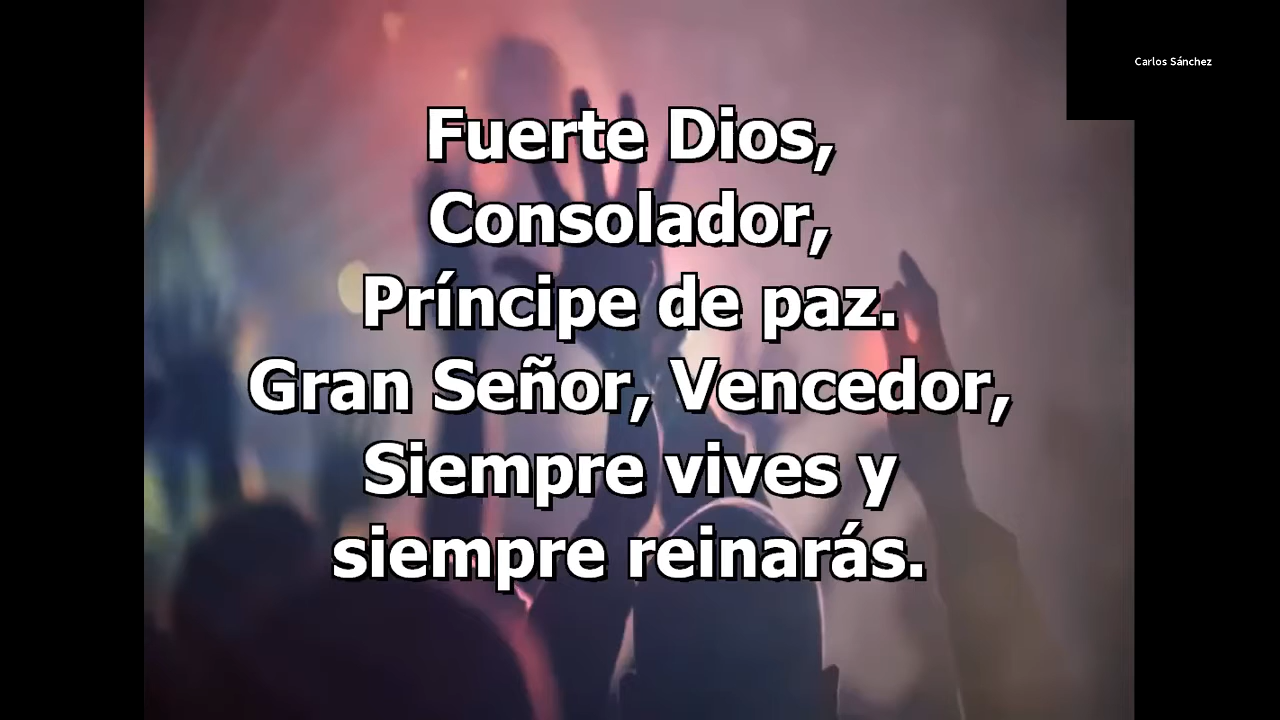 Carlos Sánchez
Fuerte Dios,
Consolador,
Príncipe de paz.
Gran Señor, Vencedor,
Siempre vives y
siempre reinarás.